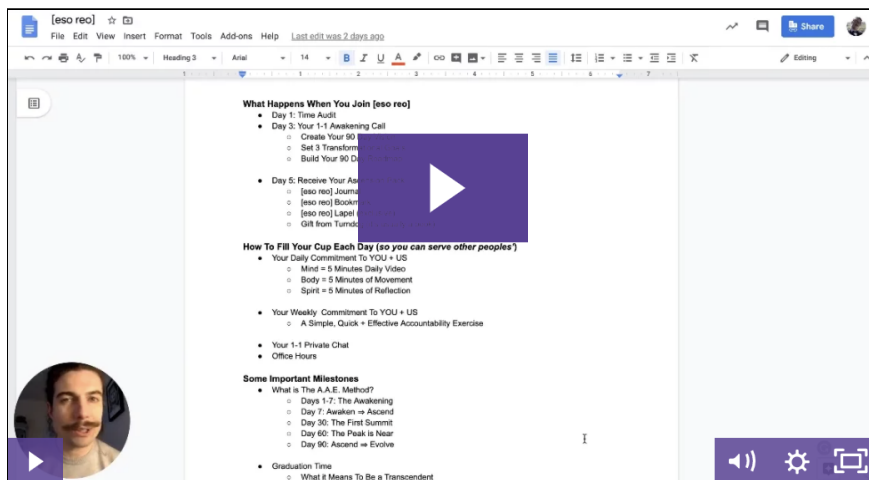 [eso reo]
File Edit View Insert Format Tools Add-ons Help Last edit was 2 days ago
Share
100% Heading 3 Arial 14 B I U A Editing
1 1 2 3 4 5 6 7
What Happens When You Join [eso reo]
Day 1: Time Audit
Day 3: Your 1-1 Awakening Call
Create Your 90
Set 3
Build Your 90
Day 5: Receive Your
[eso reo]
[eso reo]
[eso reo] Lapel
Gift from
How To Fill Your Cup Each Day (so you can serve other peoples')
Your Daily Commitment To YOU + US
Mind = 5 Minutes Daily Video
Body = 5 Minutes of Movement
Spirit = 5 Minutes of Reflection
Your Weekly Commitment To YOU + US
A Simple, Quick + Effective Accountability Exercise
Your 1-1 Private Chat
Office Hours
Some Important Milestones
What is The A.A.E. Method?
Days 1-7: The Awakening
Day 7: Awaken ⇒ Ascend
Day 30: The First Summit
Day 60: The Peak is Near
Day 90: Ascend ⇒ Evolve
Graduation Time
What it Means To Be a Transcendent